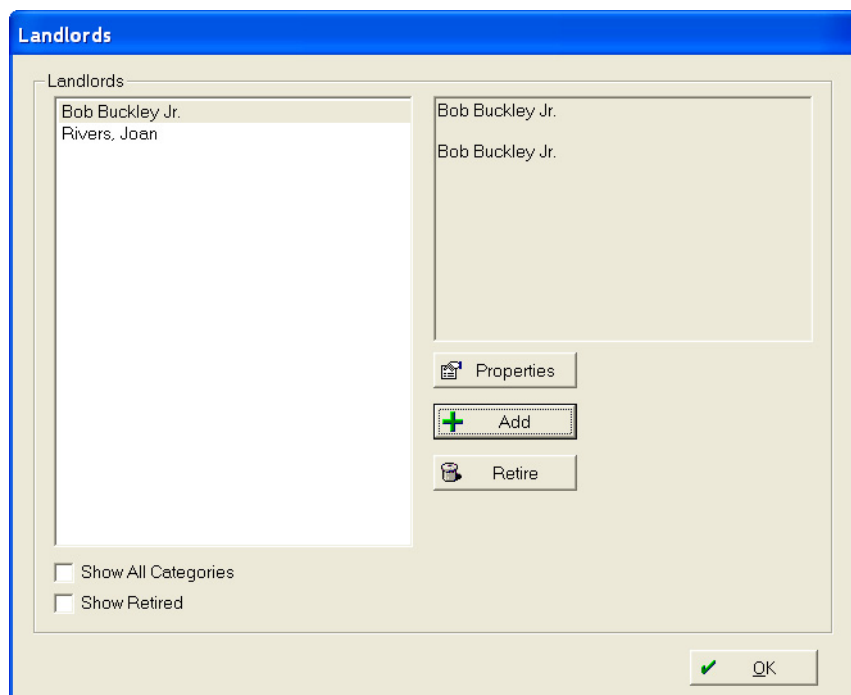 Landlords
Landlords
Bob Buckley Jr.
Rivers, Joan
Bob Buckley Jr.
Bob Buckley Jr.
Properties
Add
Retire
Show All Categories
Show Retired
OK